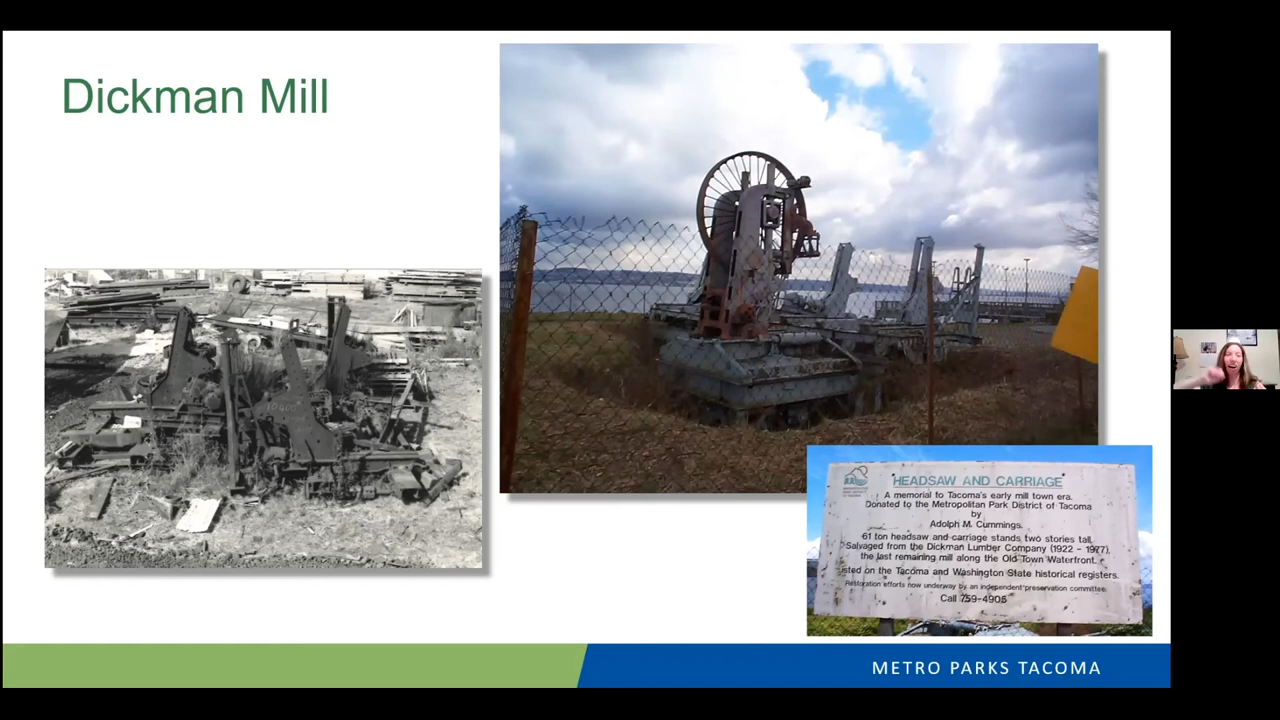 Dickman Mill
HEADSAW AND CARRIAGE
A memorial to Tacoma's early mill town era.
Donated to the Metropolitan Park District of Tacoma
by
Adolph M. Cummings.
61 ton headsaw and carriage stands two stories tall.
Salvaged from the Dickman Lumber Company (1922 - 1977),
the last remaining mill along the Old Town Waterfront.
Listed on the Tacoma and Washington State historical registers.
Restoration efforts now underway by an independent preservation committee.
Call 759-4905
METRO PARKS TACOMA